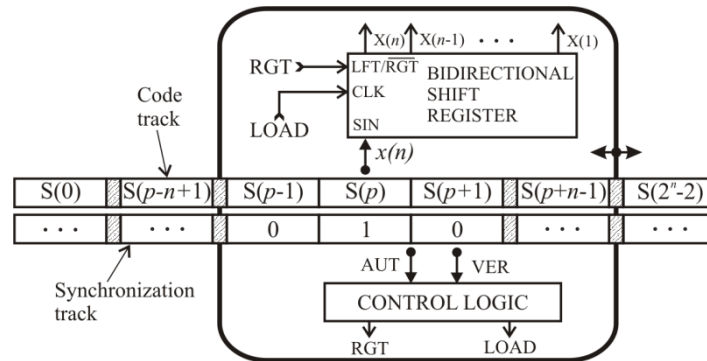 X(n) X(n-1) · · · X(1)
RGT LFT/RGT BIDIRECTIONAL
CLK SHIFT
LOAD SIN REGISTER
Code
track
x(n)
S(0) S(p-n+1) S(p-1) S(p) S(p+1) S(p+n-1) S(2ⁿ-2)
· · · · · · 0 1 0 · · · · · ·
AUT VER
Synchronization
track
CONTROL LOGIC
RGT LOAD